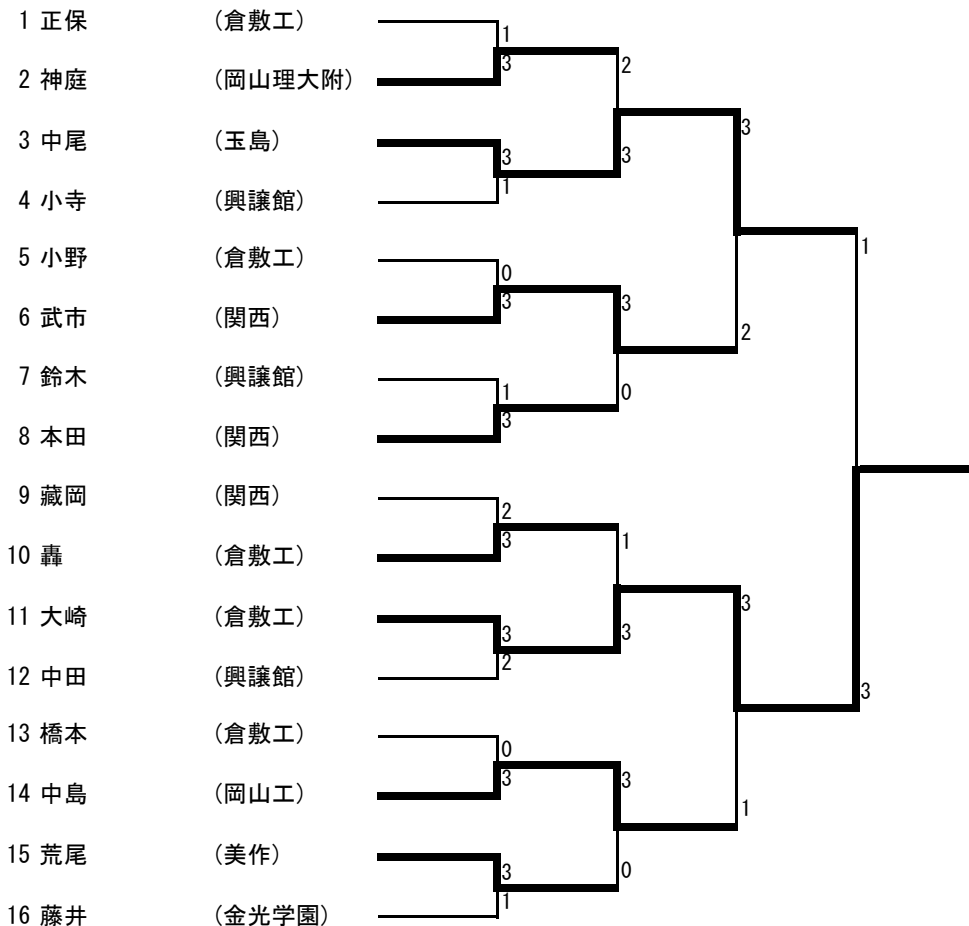 1 正保 (倉敷工)
1
3
2
2 神庭 (岡山理大附)
3
3 中尾 (玉島)
3
3
1
4 小寺 (興譲館)
1
5 小野 (倉敷工)
0
3
3
6 武市 (関西)
2
7 鈴木 (興譲館)
1
0
3
8 本田 (関西)
9 藏岡 (関西)
2
3
1
10 轟 (倉敷工)
3
11 大崎 (倉敷工)
3
3
2
12 中田 (興譲館)
3
13 橋本 (倉敷工)
0
3
3
14 中島 (岡山工)
1
15 荒尾 (美作)
3
0
1
16 藤井 (金光学園)